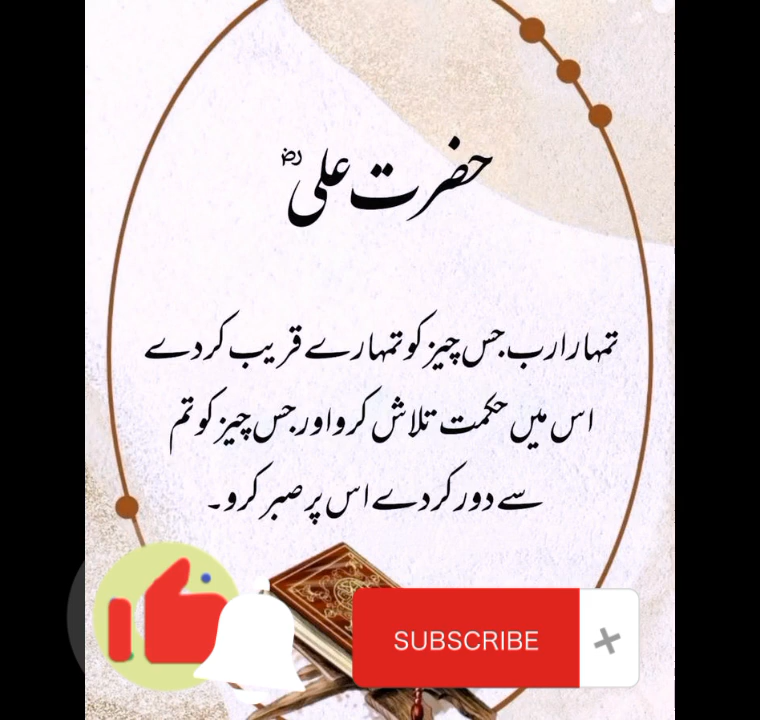 حضرت علی رضؓ
تمہارا رب جس چیز کو تمہارے قریب کر دے
اس میں حکمت تلاش کرو اور جس چیز کو تم
سے دور کر دے اس پر صبر کرو۔
SUBSCRIBE